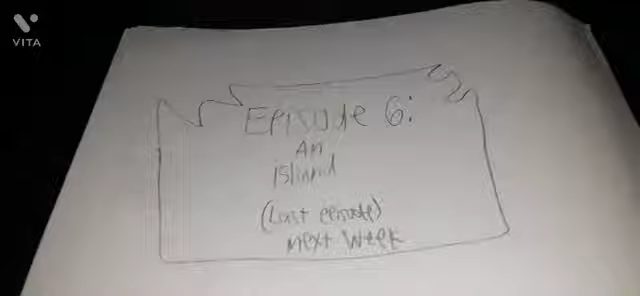 VITA
Episode 6:
An
island
(Last episode)
next week